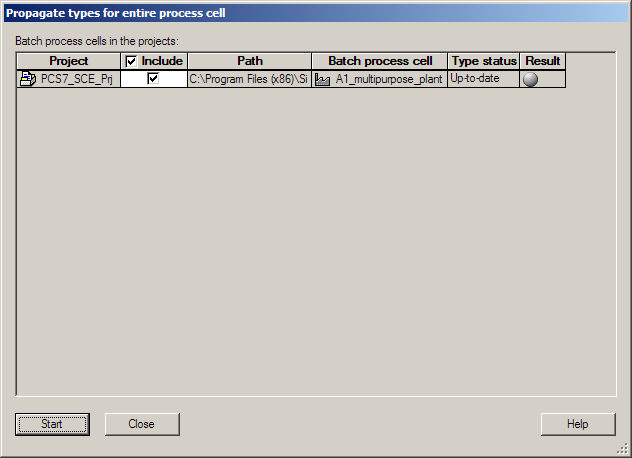 Propagate types for entire process cell
Batch process cells in the projects:
Project Include Path Batch process cell Type status Result
PCS7_SCE_Prj C:\Program Files (x86)\Si A1_multipurpose_plant Up-to-date
Start Close Help